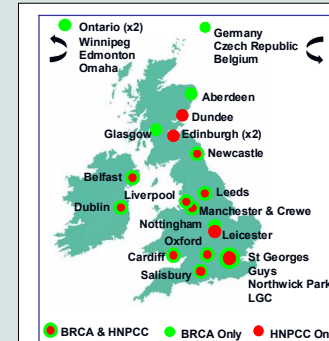 Ontario (x2)
Winnipeg
Edmonton
Omaha
Germany
Czech Republic
Belgium
Aberdeen
Dundee
Glasgow
Edinburgh (x2)
Newcastle
Belfast
Leeds
Liverpool
Manchester & Crewe
Dublin
Nottingham
Leicester
Oxford
Cardiff
St Georges
Guys
Northwick Park
LGC
Salisbury
BRCA & HNPCC
BRCA Only
HNPCC On